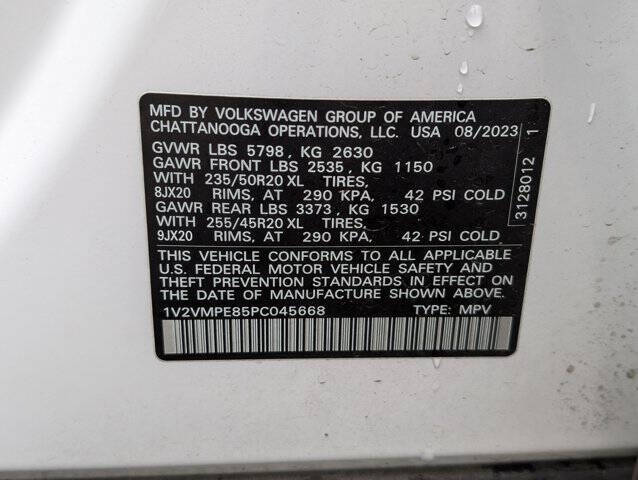 MFD BY VOLKSWAGEN GROUP OF AMERICA
CHATTANOOGA OPERATIONS, LLC. USA 08/2023
GVWR LBS 5798 , KG 2630
GAWR FRONT LBS 2535 , KG 1150
WITH 235/50R20 XL TIRES,
8JX20 RIMS, AT 290 KPA, 42 PSI COLD
GAWR REAR LBS 3373 , KG 1530
WITH 255/45R20 XL TIRES,
9JX20 RIMS, AT 290 KPA, 42 PSI COLD
THIS VEHICLE CONFORMS TO ALL APPLICABLE
U.S. FEDERAL MOTOR VEHICLE SAFETY AND
THEFT PREVENTION STANDARDS IN EFFECT ON
THE DATE OF MANUFACTURE SHOWN ABOVE.
1V2VMPE85PC045668 TYPE: MPV
3128012 1